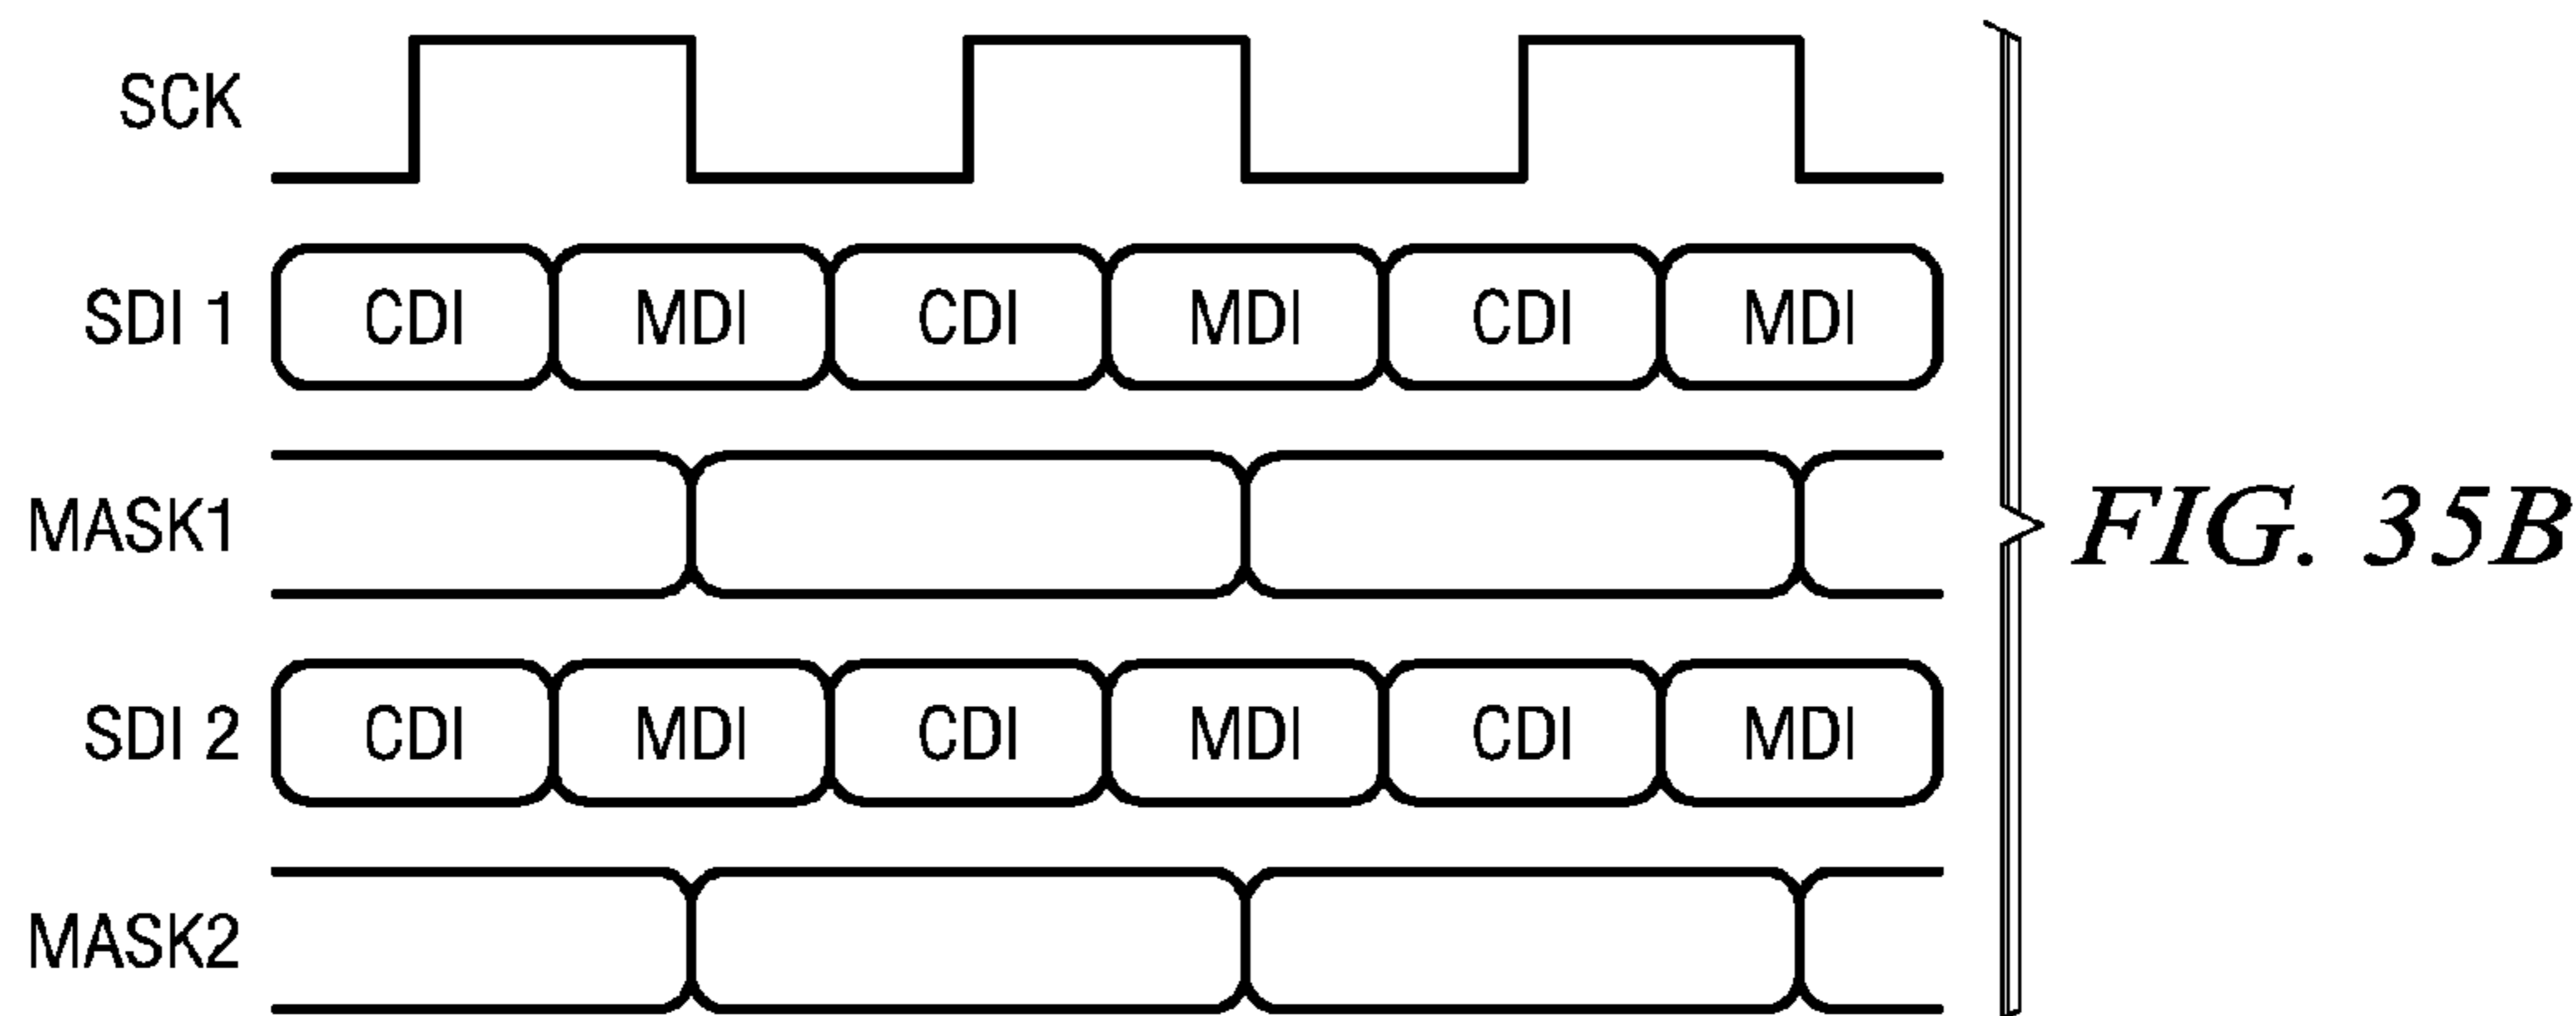 SCK
SDI 1 CDI MDI CDI MDI CDI MDI
MASK1
FIG. 35B
SDI 2 CDI MDI CDI MDI CDI MDI
MASK2